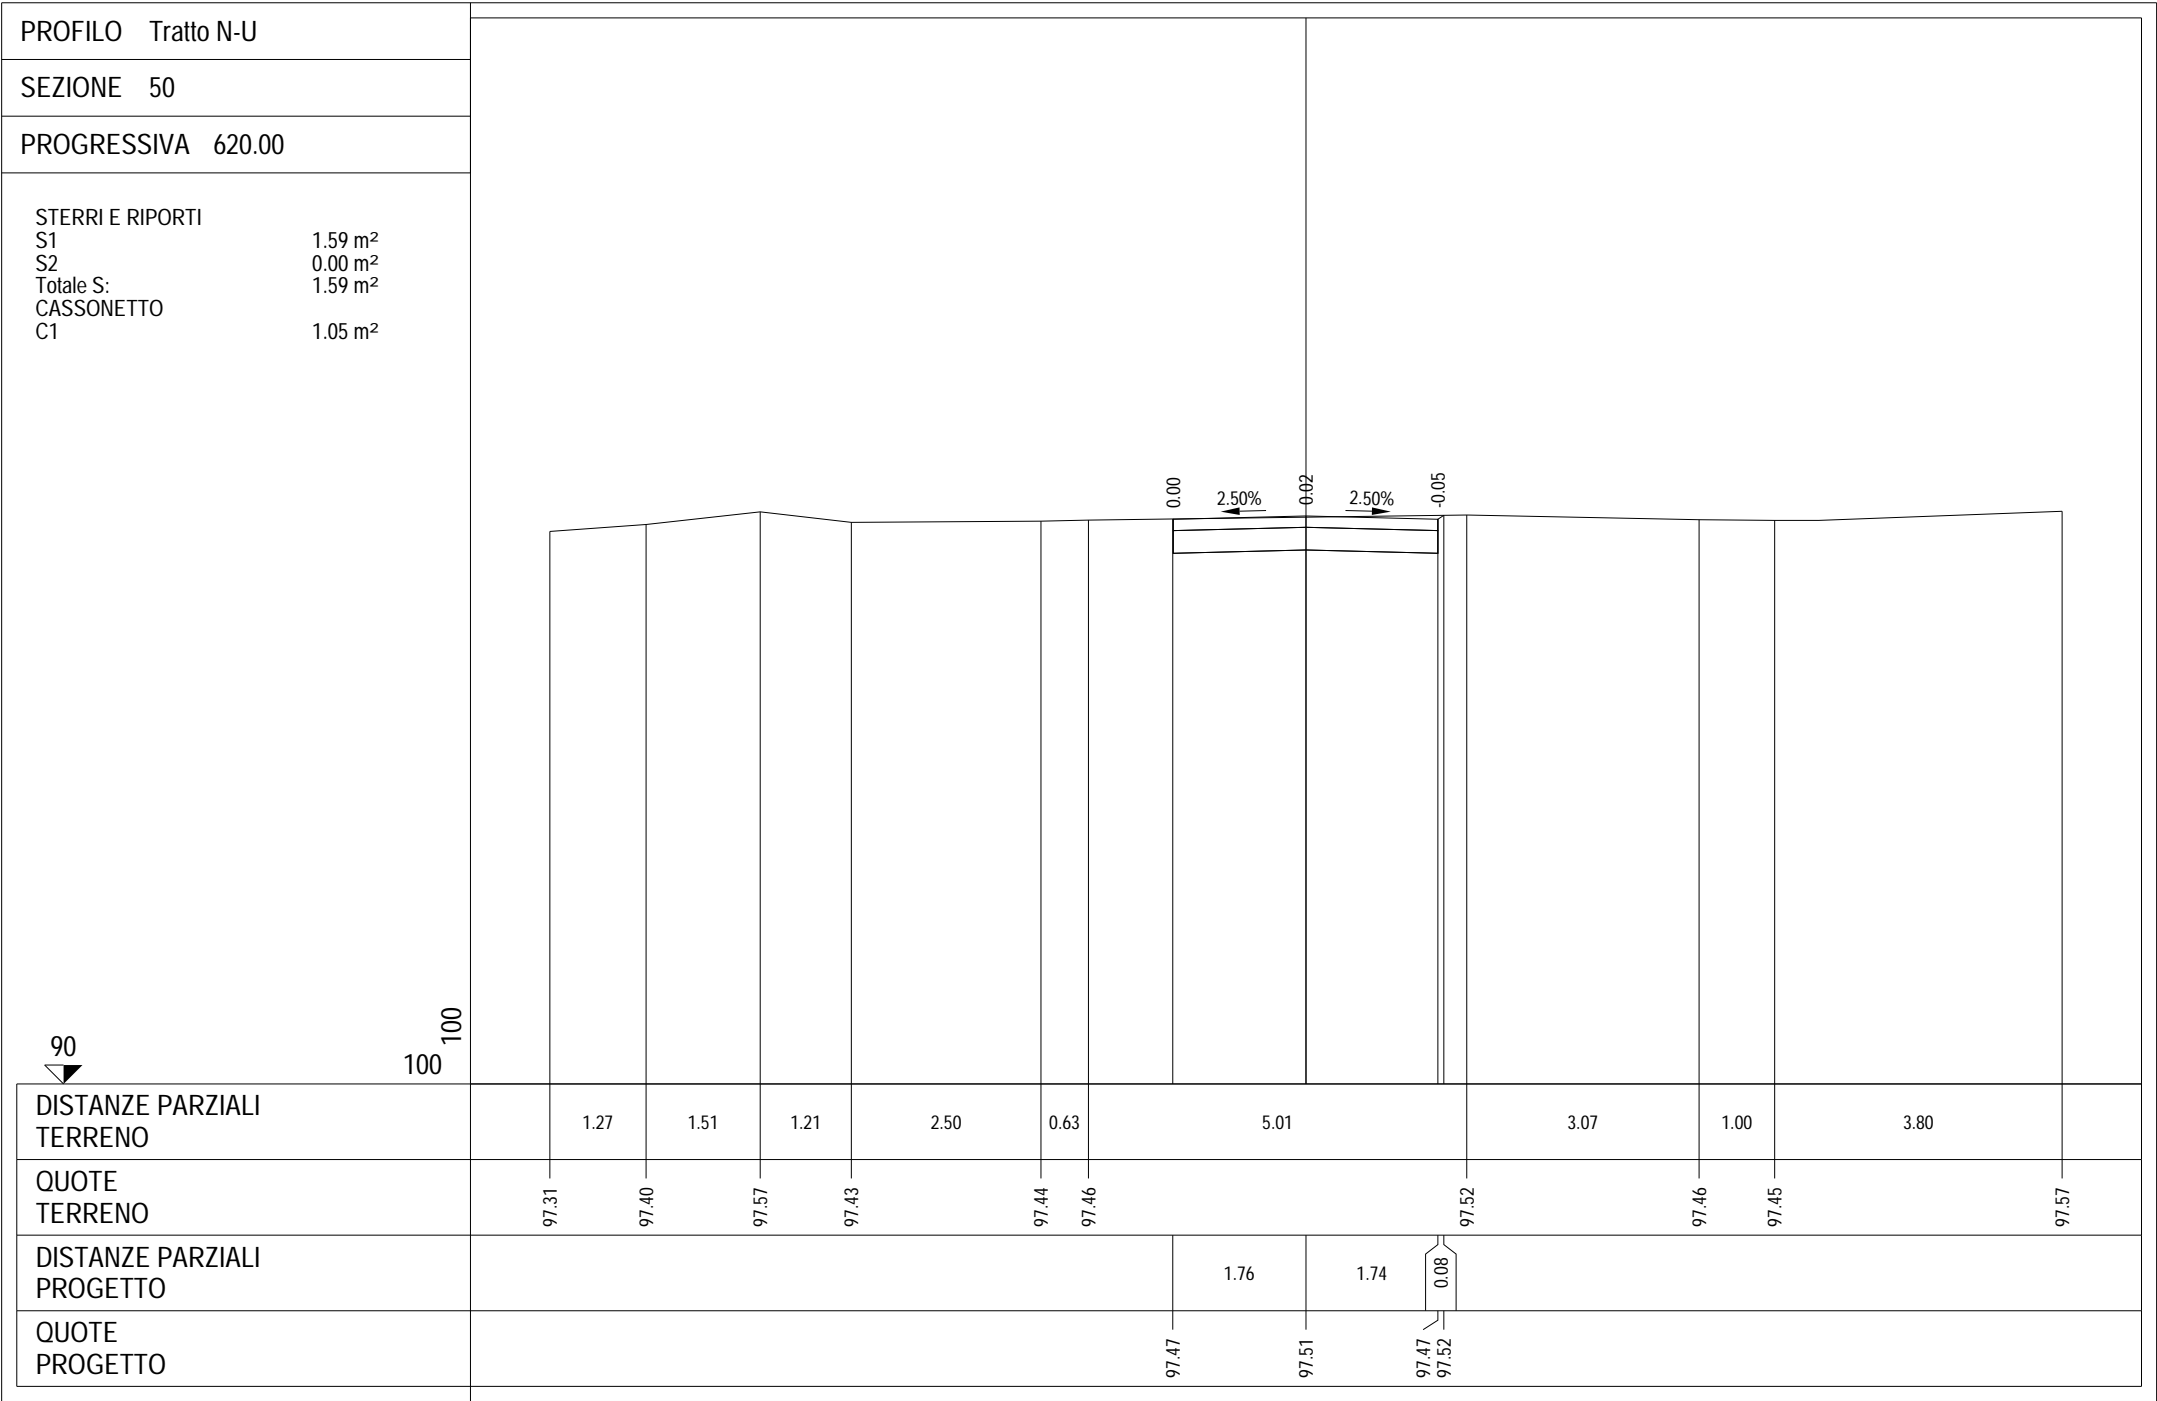 PROFILO Tratto N-U
SEZIONE 50
PROGRESSIVA 620.00
STERRI E RIPORTI
S1 1.59 m²
S2 0.00 m²
Totale S: 1.59 m²
CASSONETTO
C1 1.05 m²
0.00 2.50% 0.02 2.50% -0.05
90
100
100
DISTANZE PARZIALI
TERRENO
1.27 1.51 1.21 2.50 0.63 5.01 3.07 1.00 3.80
QUOTE
TERRENO
97.31 97.40 97.57 97.43 97.44 97.46 97.52 97.46 97.45 97.57
DISTANZE PARZIALI
PROGETTO
1.76 1.74 0.08
QUOTE
PROGETTO
97.47 97.51 97.47 97.52